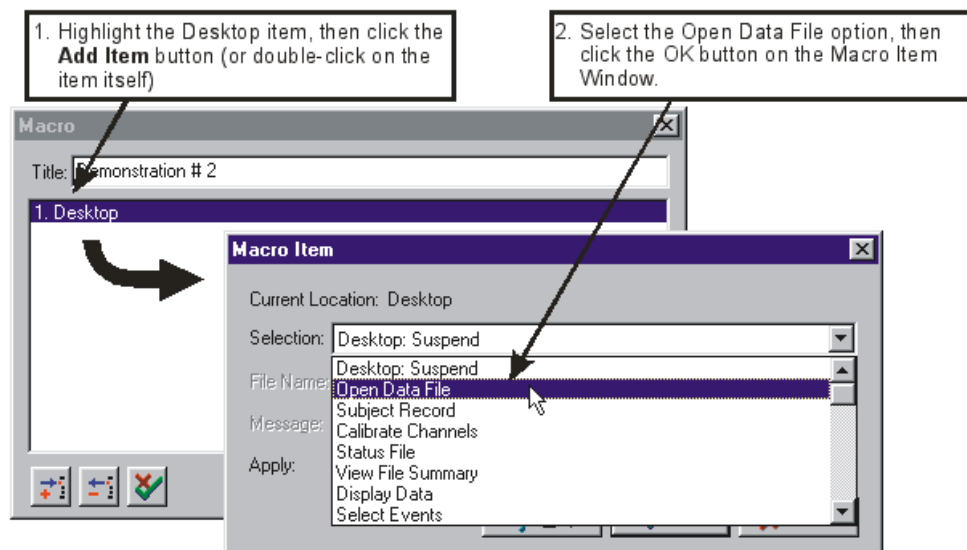 1. Highlight the Desktop item, then click the
Add Item button (or double-click on the
item itself)
2. Select the Open Data File option, then
click the OK button on the Macro Item
Window.
Macro
Title: Demonstration # 2
1. Desktop
Macro Item
Current Location: Desktop
Selection: Desktop: Suspend
Desktop: Suspend
File Name:
Open Data File
Subject Record
Message:
Calibrate Channels
Status File
Apply:
View File Summary
Display Data
Select Events